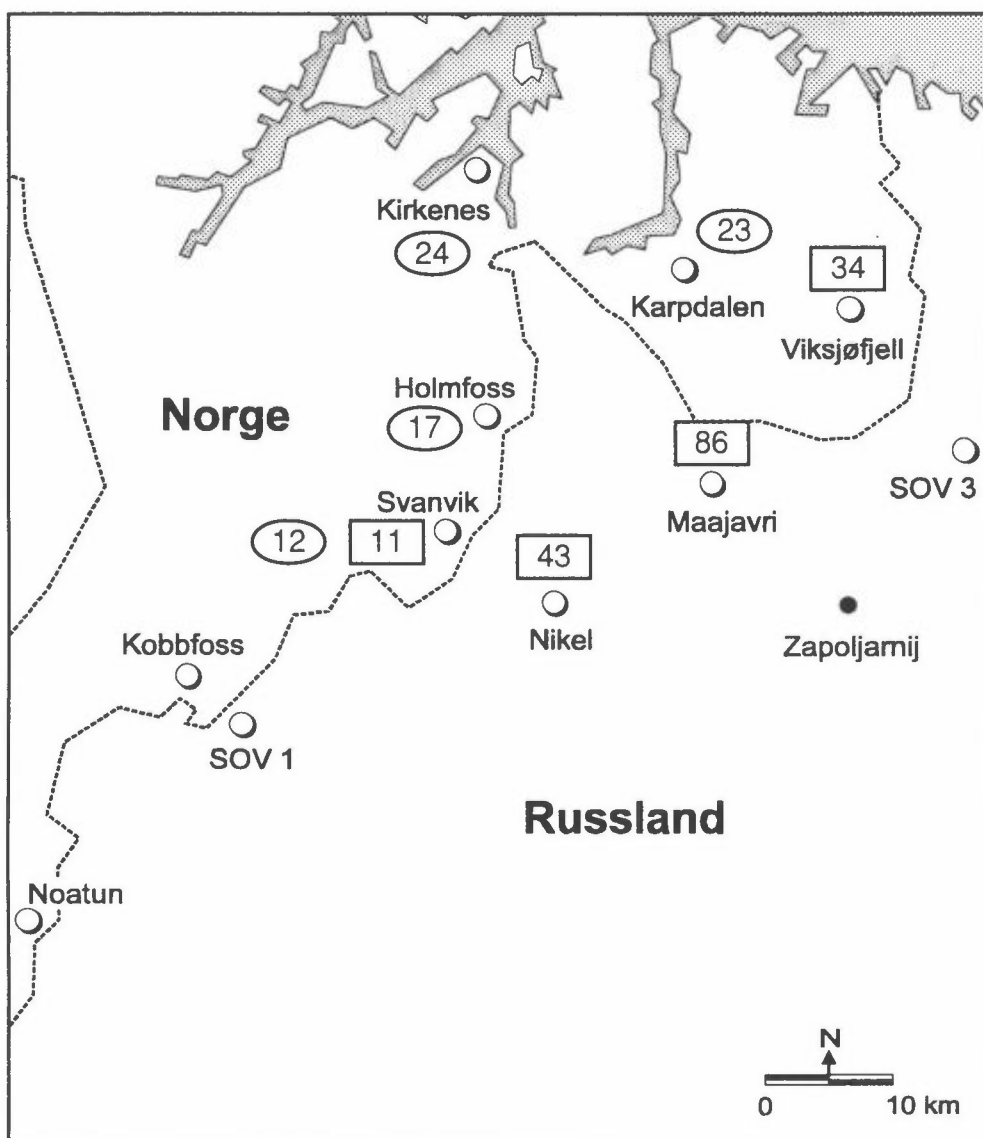 Kirkenes
24
23
34
Karpdalen
Viksjøfjell
Holmfoss
Norge
17
86
SOV 3
Svanvik
Maajavri
12
11
43
Nikel
Zapoljarnij
Kobbfoss
SOV 1
Russland
Noatun
N
0
10 km